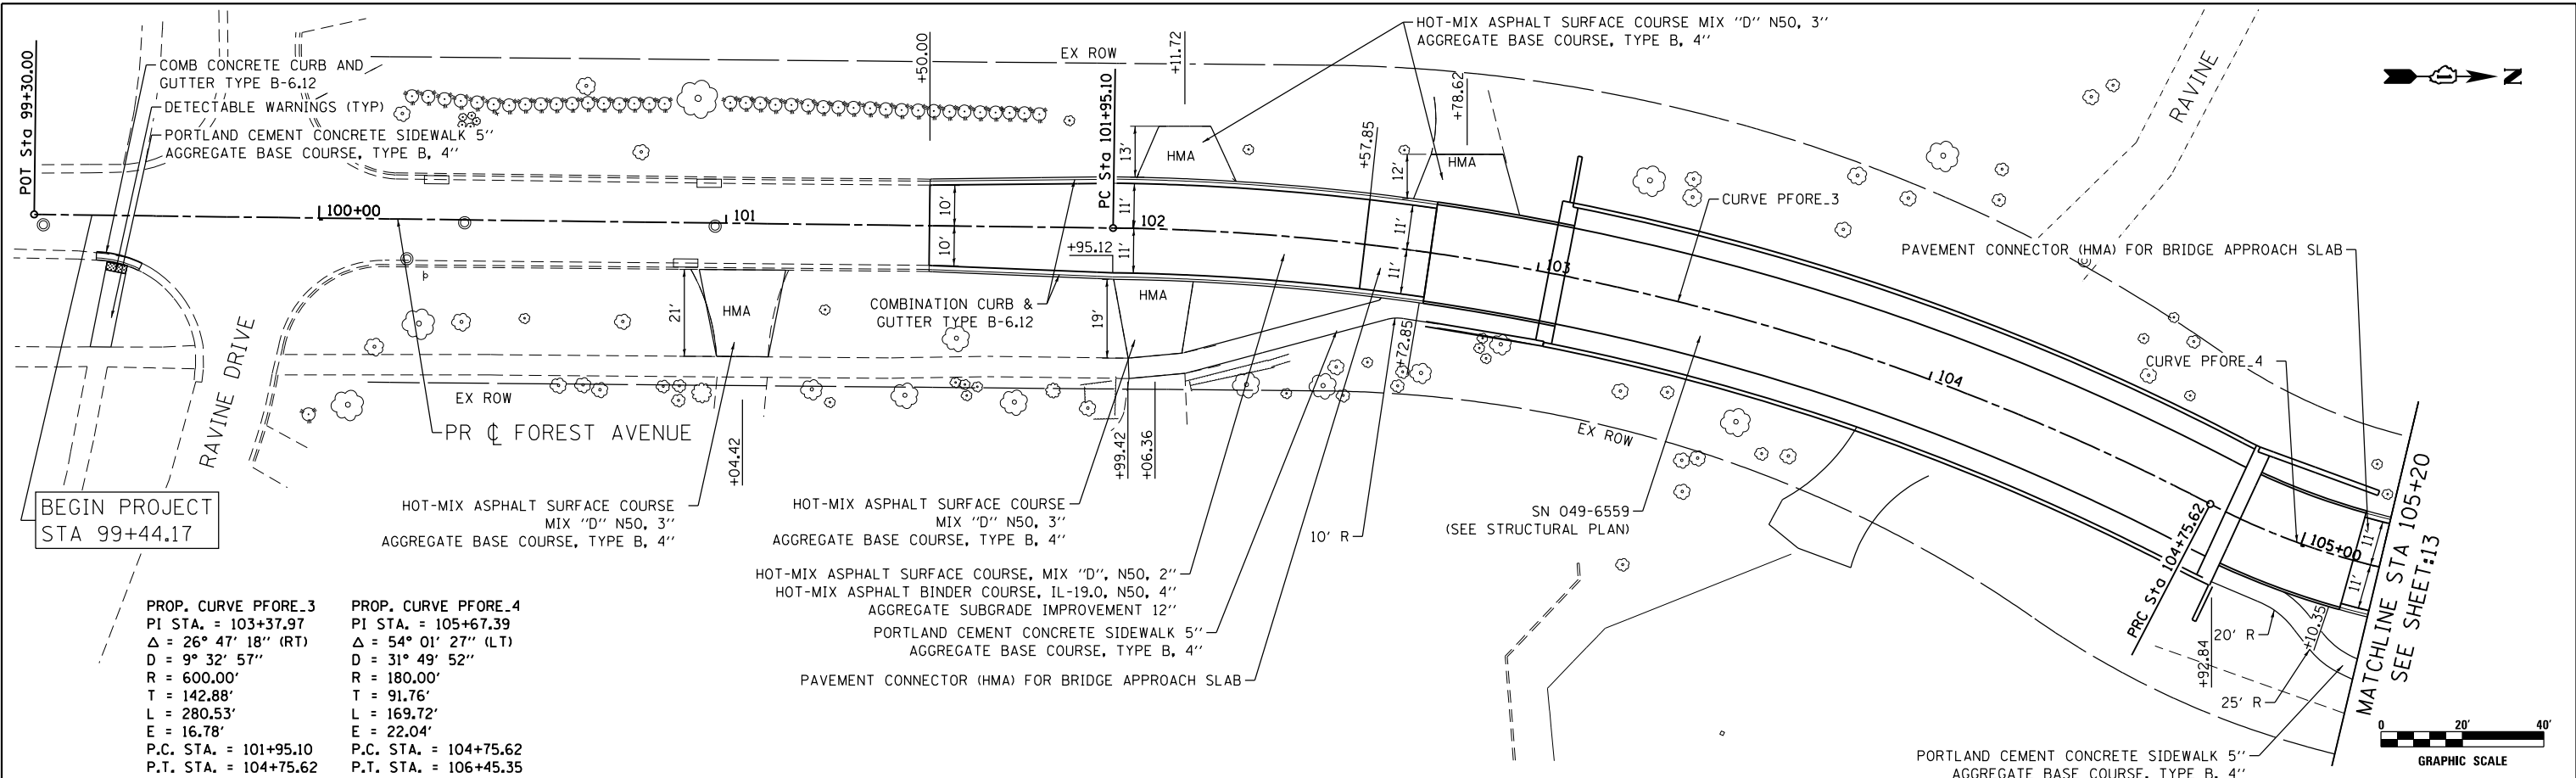 POT Sta 99+30.00
COMB CONCRETE CURB AND
GUTTER TYPE B-6.12
DETECTABLE WARNINGS (TYP)
PORTLAND CEMENT CONCRETE SIDEWALK 5"
AGGREGATE BASE COURSE, TYPE B, 4"
+50.00
EX ROW
PC Sta 101+95.10
+11.72
HOT-MIX ASPHALT SURFACE COURSE MIX "D" N50, 3"
AGGREGATE BASE COURSE, TYPE B, 4"
+78.62
+57.85
RAVINE
1
N
13'
HMA
12'
HMA
CURVE PFORE_3
PAVEMENT CONNECTOR (HMA) FOR BRIDGE APPROACH SLAB
100+00
101
10'
10'
11'
11'
102
+95.12
11'
11'
103
104
CURVE PFORE_4
21'
HMA
COMBINATION CURB &
GUTTER TYPE B-6.12
19'
HMA
+72.85
RAVINE DRIVE
EX ROW
PR ℄ FOREST AVENUE
+04.42
+99.42
+06.36
EX ROW
BEGIN PROJECT
STA 99+44.17
HOT-MIX ASPHALT SURFACE COURSE
MIX "D" N50, 3"
AGGREGATE BASE COURSE, TYPE B, 4"
HOT-MIX ASPHALT SURFACE COURSE
MIX "D" N50, 3"
AGGREGATE BASE COURSE, TYPE B, 4"
10' R
SN 049-6559
(SEE STRUCTURAL PLAN)
HOT-MIX ASPHALT SURFACE COURSE, MIX "D", N50, 2"
HOT-MIX ASPHALT BINDER COURSE, IL-19.0, N50, 4"
AGGREGATE SUBGRADE IMPROVEMENT 12"
PORTLAND CEMENT CONCRETE SIDEWALK 5"
AGGREGATE BASE COURSE, TYPE B, 4"
PAVEMENT CONNECTOR (HMA) FOR BRIDGE APPROACH SLAB
PRC Sta 104+75.62
105+00
11'
11'
+92.84
20' R
+10.35
25' R
MATCHLINE STA 105+20
SEE SHEET:13
PORTLAND CEMENT CONCRETE SIDEWALK 5"
AGGREGATE BASE COURSE, TYPE B, 4"
0 20' 40'
GRAPHIC SCALE
PROP. CURVE PFORE_3
PI STA. = 103+37.97
Δ = 26° 47' 18" (RT)
D = 9° 32' 57"
R = 600.00'
T = 142.88'
L = 280.53'
E = 16.78'
P.C. STA. = 101+95.10
P.T. STA. = 104+75.62
PROP. CURVE PFORE_4
PI STA. = 105+67.39
Δ = 54° 01' 27" (LT)
D = 31° 49' 52"
R = 180.00'
T = 91.76'
L = 169.72'
E = 22.04'
P.C. STA. = 104+75.62
P.T. STA. = 106+45.35